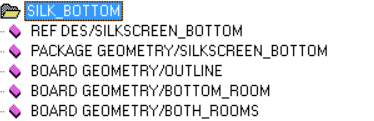 SILK_BOTTOM
REF DES/SILKSCREEN_BOTTOM
PACKAGE GEOMETRY/SILKSCREEN_BOTTOM
BOARD GEOMETRY/OUTLINE
BOARD GEOMETRY/BOTTOM_ROOM
BOARD GEOMETRY/BOTH_ROOMS